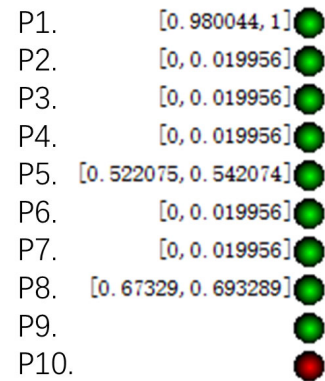 P1. [0.980044, 1]
P2. [0, 0.019956]
P3. [0, 0.019956]
P4. [0, 0.019956]
P5. [0.522075, 0.542074]
P6. [0, 0.019956]
P7. [0, 0.019956]
P8. [0.67329, 0.693289]
P9.
P10.